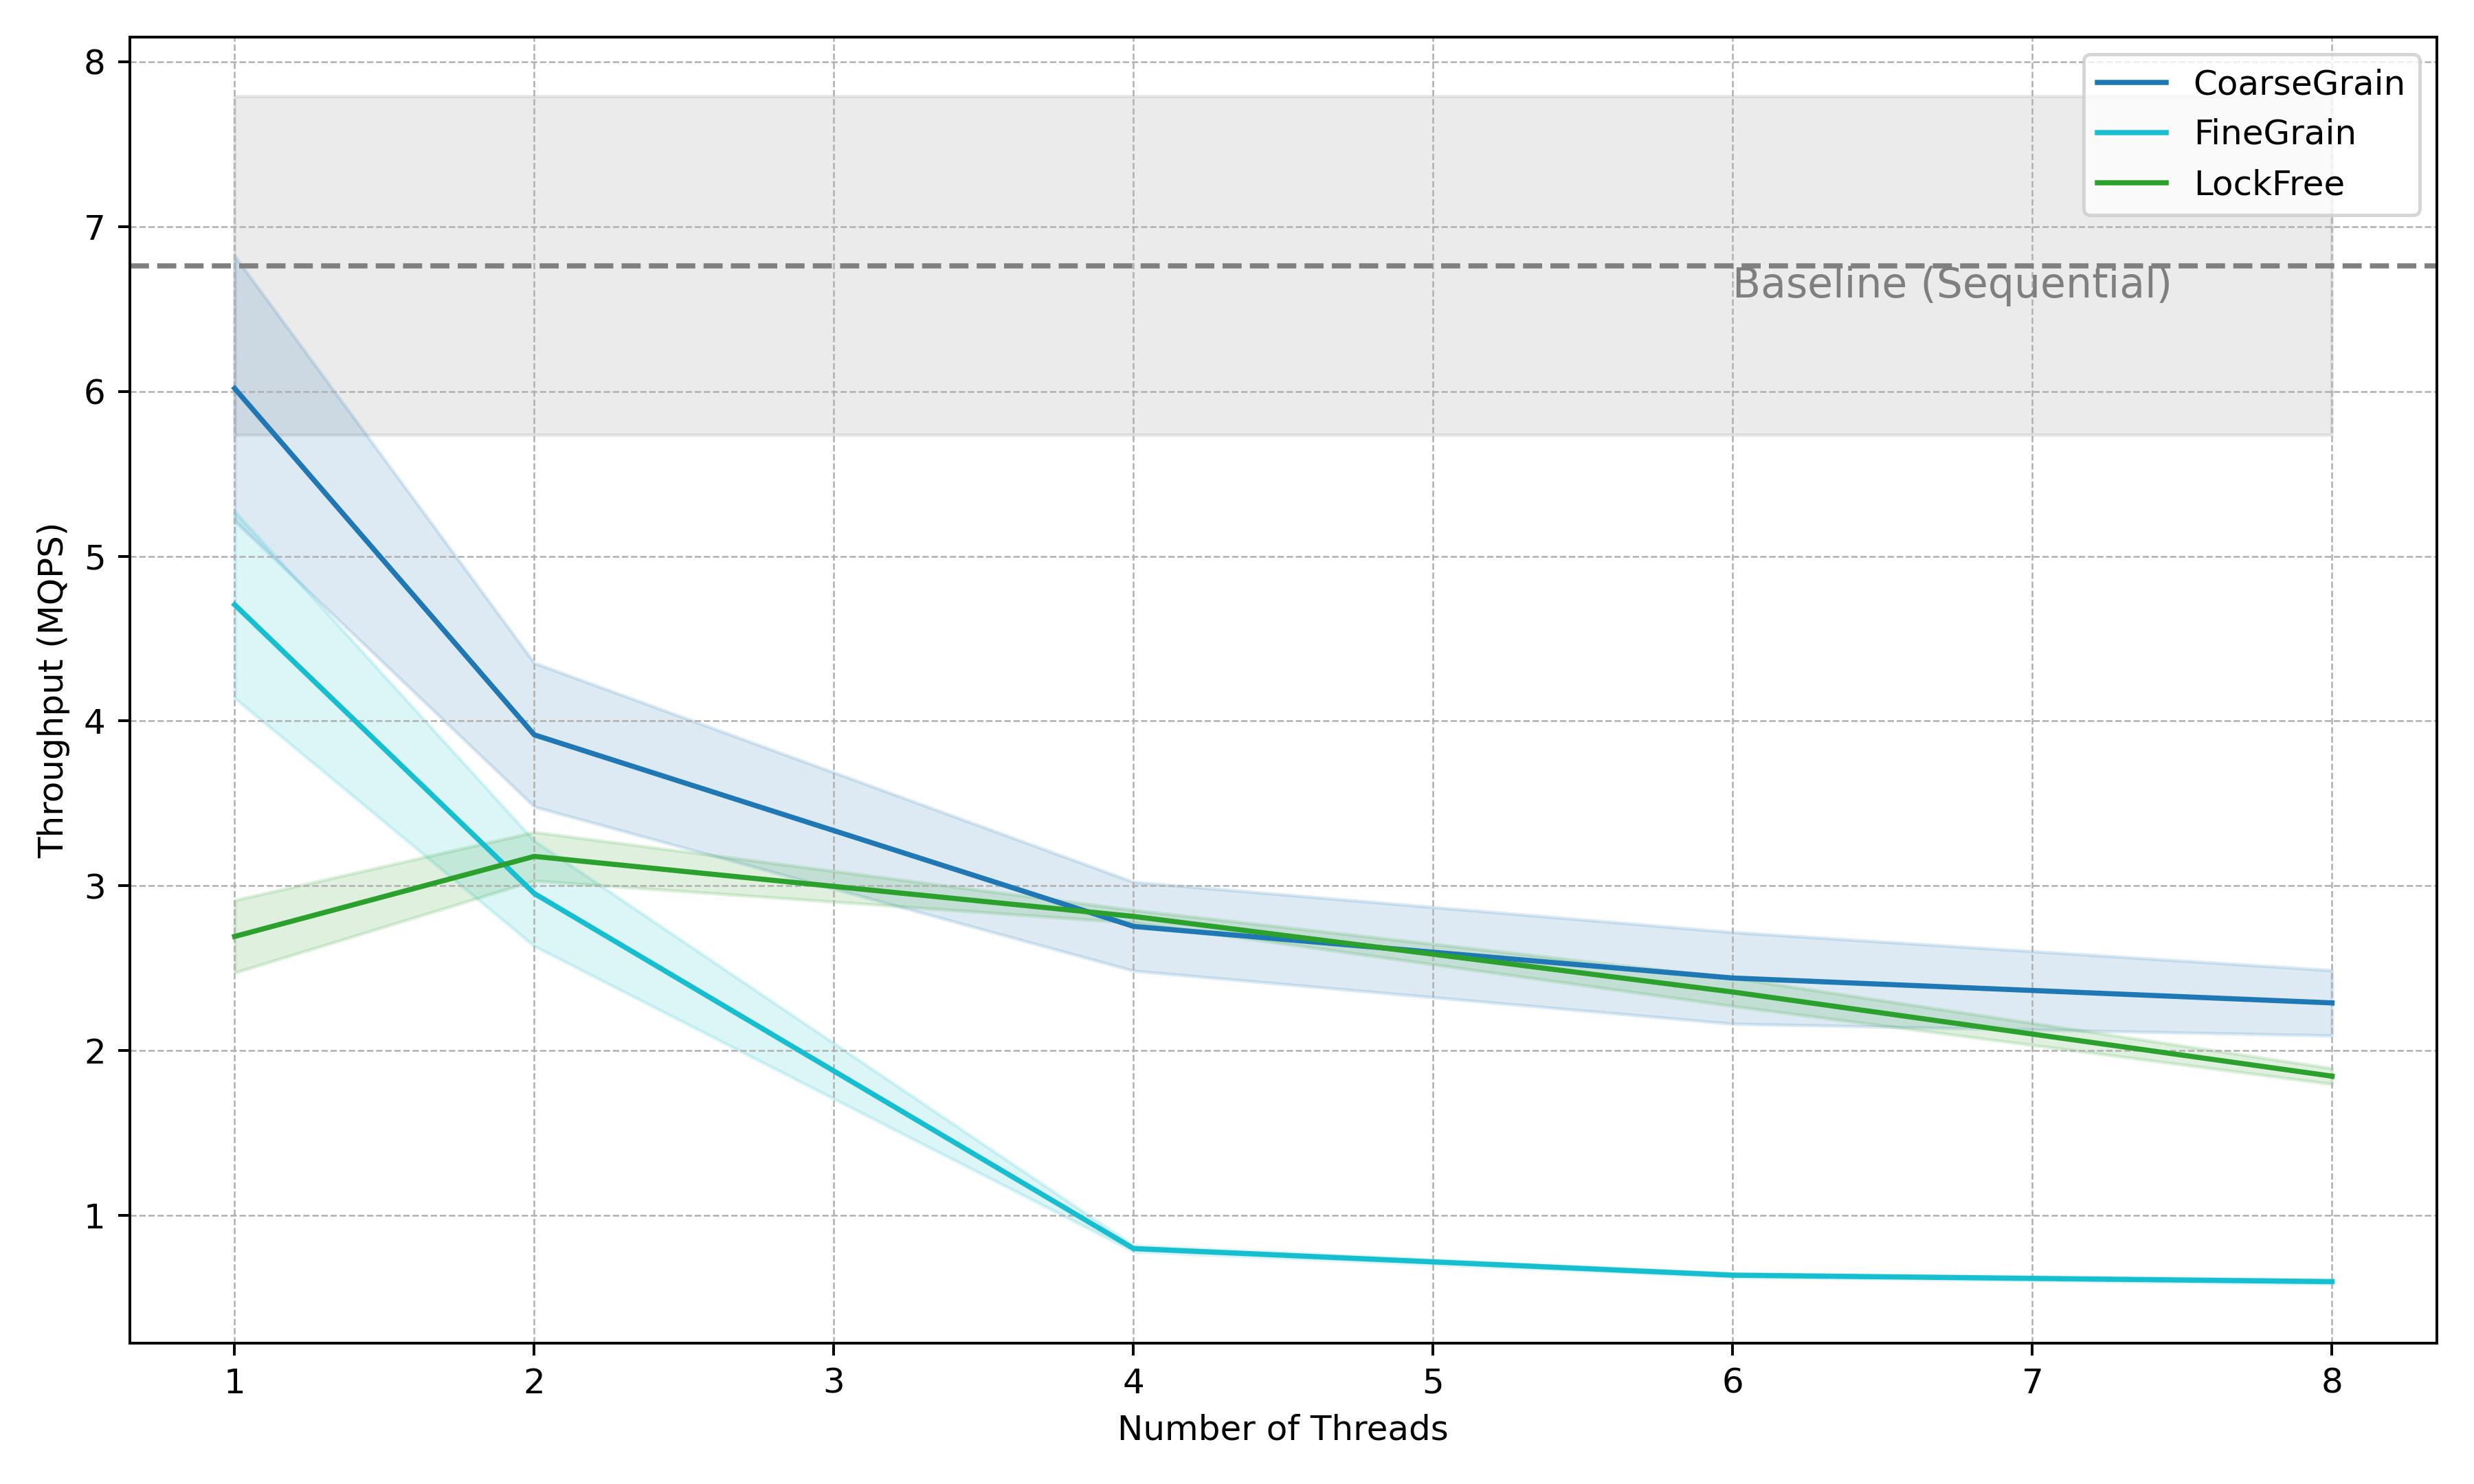 8
7
6
5
4
3
2
1
Throughput (MQPS)
CoarseGrain
FineGrain
LockFree
Baseline (Sequential)
1 2 3 4 5 6 7 8
Number of Threads